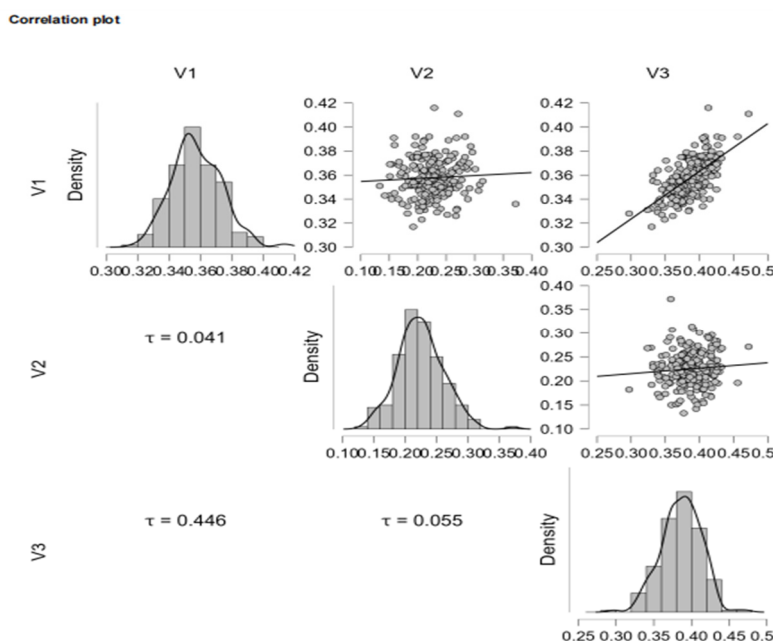 Correlation plot
V1 V2 V3
V1
Density
0.42
0.40
0.38
0.36
0.34
0.32
0.30
0.42
0.40
0.38
0.36
0.34
0.32
0.30
0.30 0.32 0.34 0.36 0.38 0.40 0.42
0.10 0.15 0.20 0.25 0.30 0.35 0.40
0.25 0.30 0.35 0.40 0.45 0.5
V2
τ = 0.041
Density
0.40
0.35
0.30
0.25
0.20
0.15
0.10
0.10 0.15 0.20 0.25 0.30 0.35 0.40
0.25 0.30 0.35 0.40 0.45 0.5
V3
τ = 0.446
τ = 0.055
Density
0.25 0.30 0.35 0.40 0.45 0.5